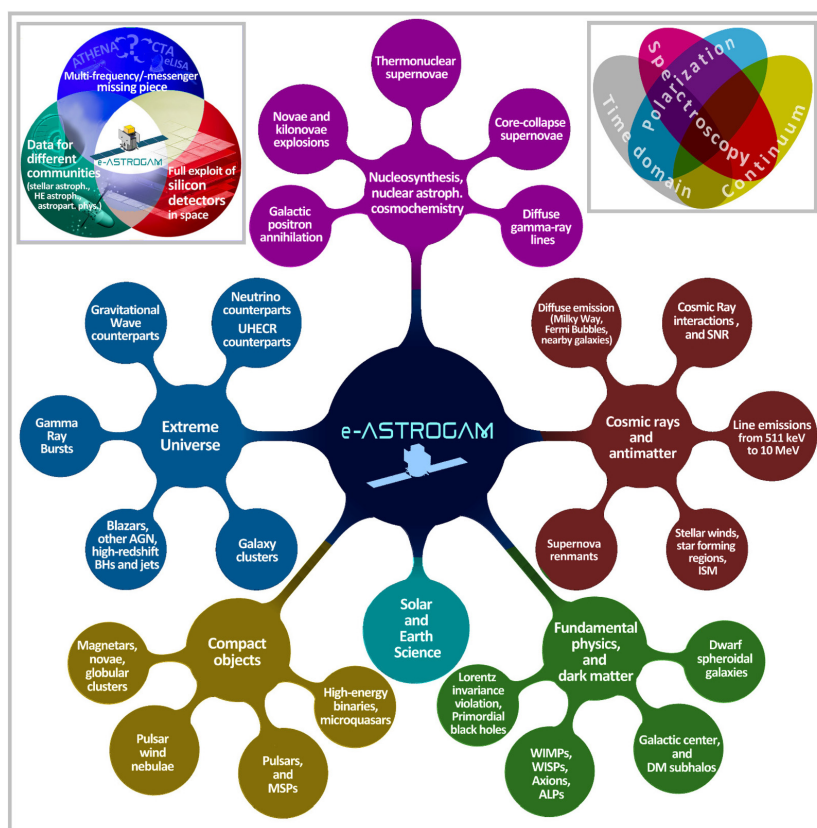 ATHENA
?
CTA
eLISA
Multi-frequency/-messenger
missing piece
Data for
different
communities
(stellar astroph.,
HE astroph.,
astropart. phys.)
e-ASTROGAM
Full exploit of
silicon
detectors
in space
Thermonuclear
supernovae
Novae and
kilonovae
explosions
Core-collapse
supernovae
Nucleosynthesis,
nuclear astroph.
cosmochemistry
Galactic
positron
annihilation
Diffuse
gamma-ray
lines
Time domain
Polarization
Spectroscopy
Continuum
Gravitational
Wave
counterparts
Neutrino
counterparts
UHECR
counterparts
Gamma
Ray
Bursts
Extreme
Universe
Blazars,
other AGN,
high-redshift
BHs and jets
Galaxy
clusters
e-ASTROGAM
Diffuse emission
(Milky Way,
Fermi Bubbles,
nearby galaxies)
Cosmic Ray
interactions ,
and SNR
Cosmic rays
and
antimatter
Line emissions
from 511 keV
to 10 MeV
Supernova
renmants
Stellar winds,
star forming
regions,
ISM
Solar
and
Earth
Science
Compact
objects
Magnetars,
novae,
globular
clusters
High-energy
binaries,
microquasars
Pulsar
wind
nebulae
Pulsars,
and
MSPs
Fundamental
physics,
and
dark matter
Dwarf
spheroidal
galaxies
Lorentz
invariance
violation,
Primordial
black holes
WIMPs,
WISPs,
Axions,
ALPs
Galactic center,
and
DM subhalos